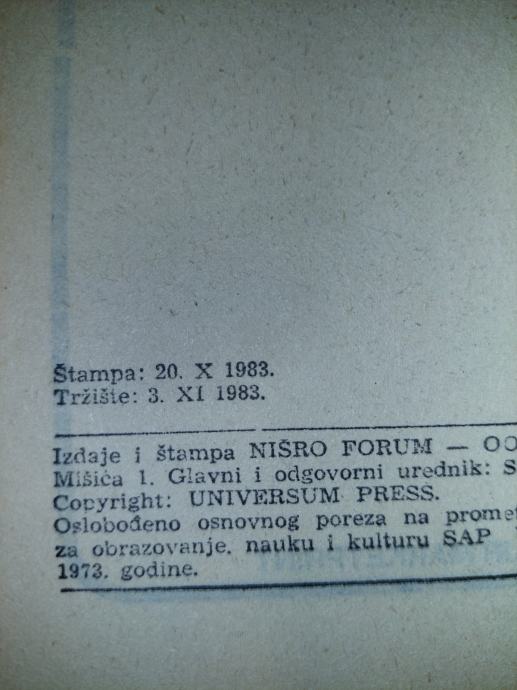 Štampa: 20. X 1983.
Tržište: 3. XI 1983.
Izdaje i štampa NIŠRO FORUM — OO
Mišića 1. Glavni i odgovorni urednik: S
Copyright: UNIVERSUM PRESS.
Oslobođeno osnovnog poreza na promet
za obrazovanje, nauku i kulturu SAP
1973. godine.